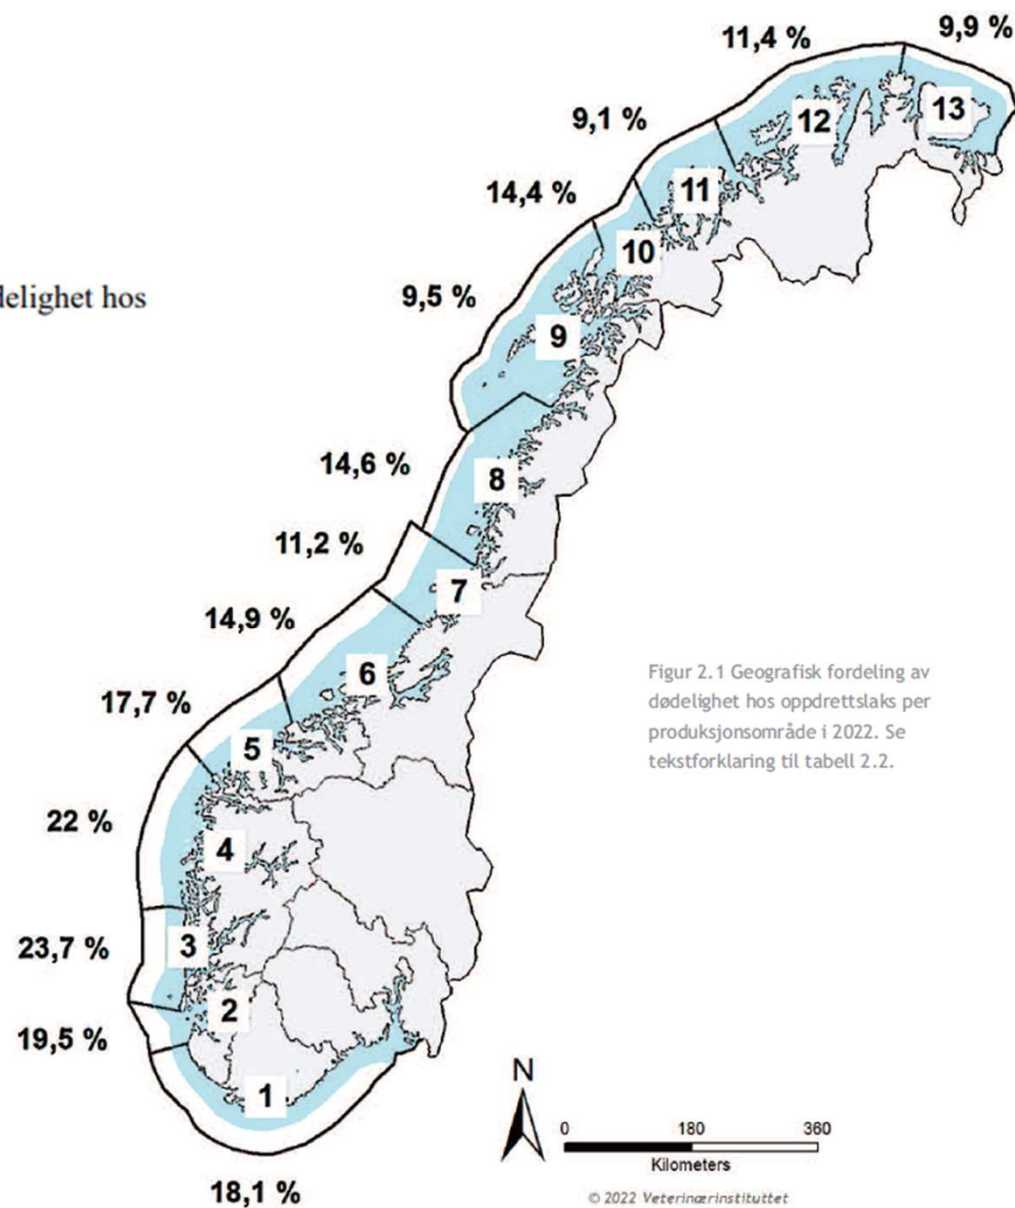 11,4 %
9,9 %
9,1 %
13
12
14,4 %
11
10
hos
9,5 %
9
14,6 %
8
11,2 %
7
14,9 %
6
Figur 2.1 Geografisk fordeling av
dødelighet hos oppdrettslaks per
produksjonsområde i 2022. Se
tekstforklaring til tabell 2.2.
17,7 %
5
22 %
4
23,7 %
3
2
19,5 %
1
N
0 180 360
Kilometers
18,1 %
© 2022 Veterinærinstituttet